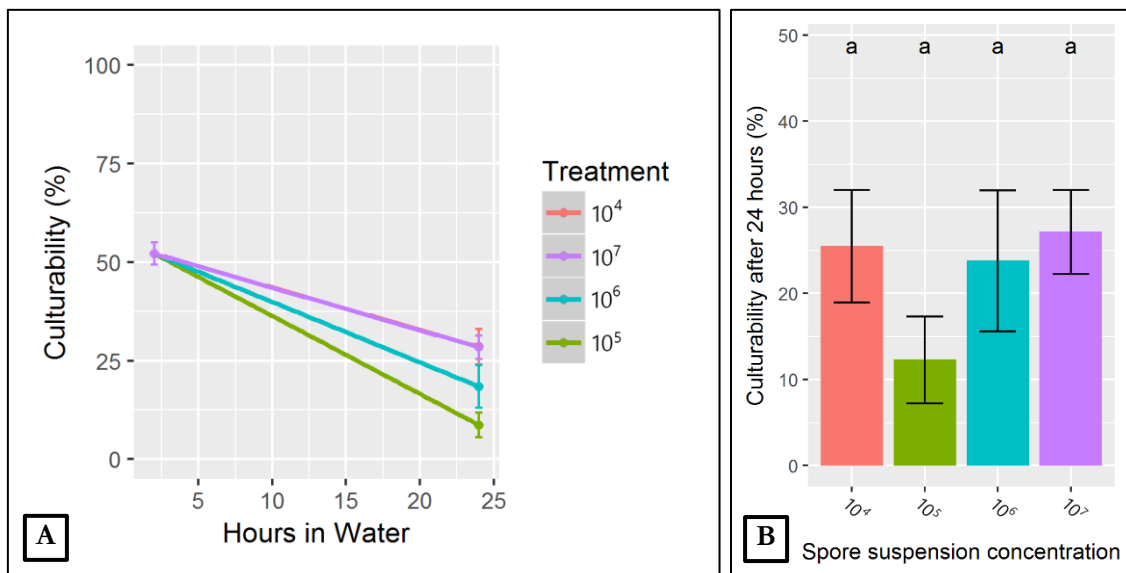 100
75
50
25
0
Culturability (%)
5 10 15 20 25
Hours in Water
Treatment
10⁴
10⁷
10⁶
10⁵
A
50
40
30
20
10
0
Culturability after 24 hours (%)
a a a a
10⁴ 10⁵ 10⁶ 10⁷
Spore suspension concentration
B